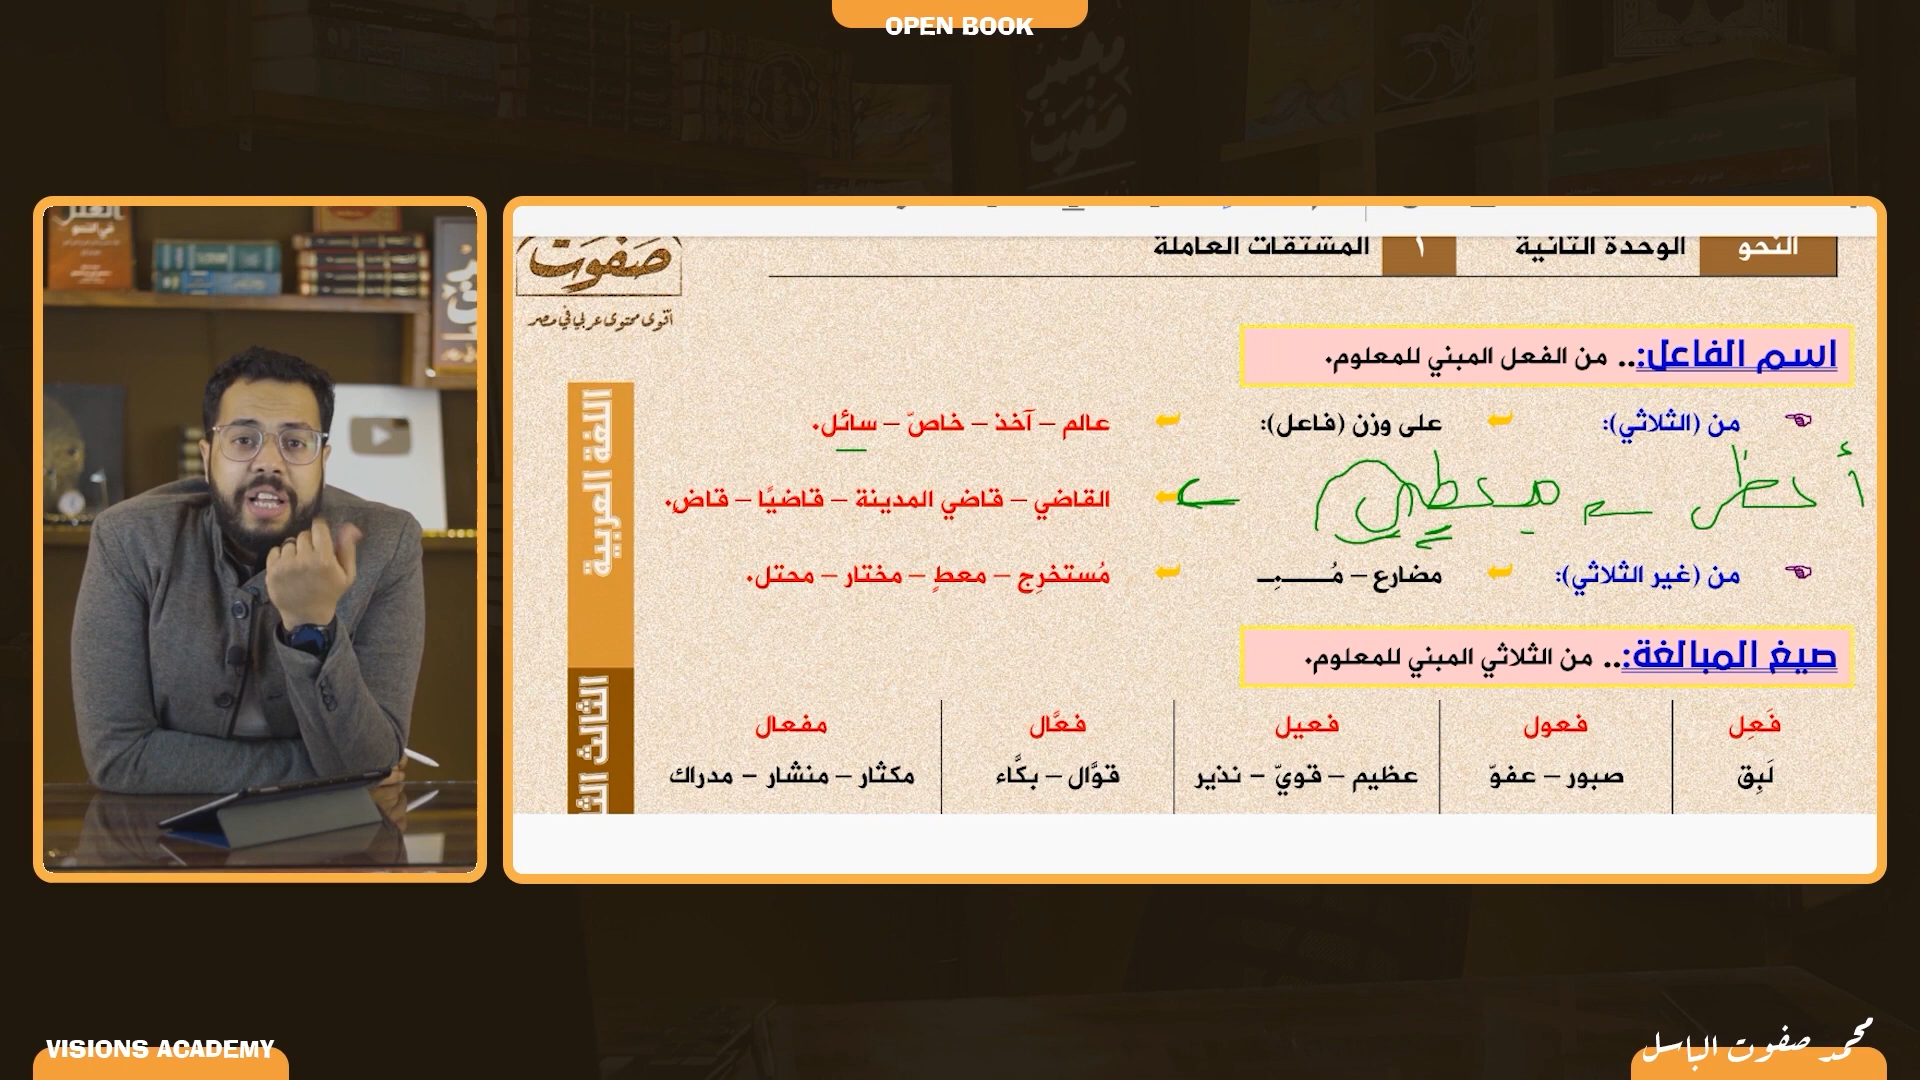 OPEN BOOK
النحو الوحدة الثانية ١ المشتقات العاملة
صفوت
أقوى محتوى عربي في مصر
اسم الفاعل:.. من الفعل المبني للمعلوم.
من (الثلاثي): على وزن (فاعل): عالم – آخذ – خاصّ – سائل.
القاضي – قاضي المدينة – قاضيًا – قاضٍ.
من (غير الثلاثي): مضارع – مُــــــِــ مُستخرِج – معطٍ – مختار – محتل.
صيغ المبالغة:.. من الثلاثي المبني للمعلوم.
فَعِل فعول فعيل فعَّال مفعال
لَبِق صبور – عفوّ عظيم – قويّ – نذير قوَّال – بكَّاء مكثار – منشار – مدراك
اللغة العربية
الثالث
VISIONS ACADEMY
محمد صفوت الباسل